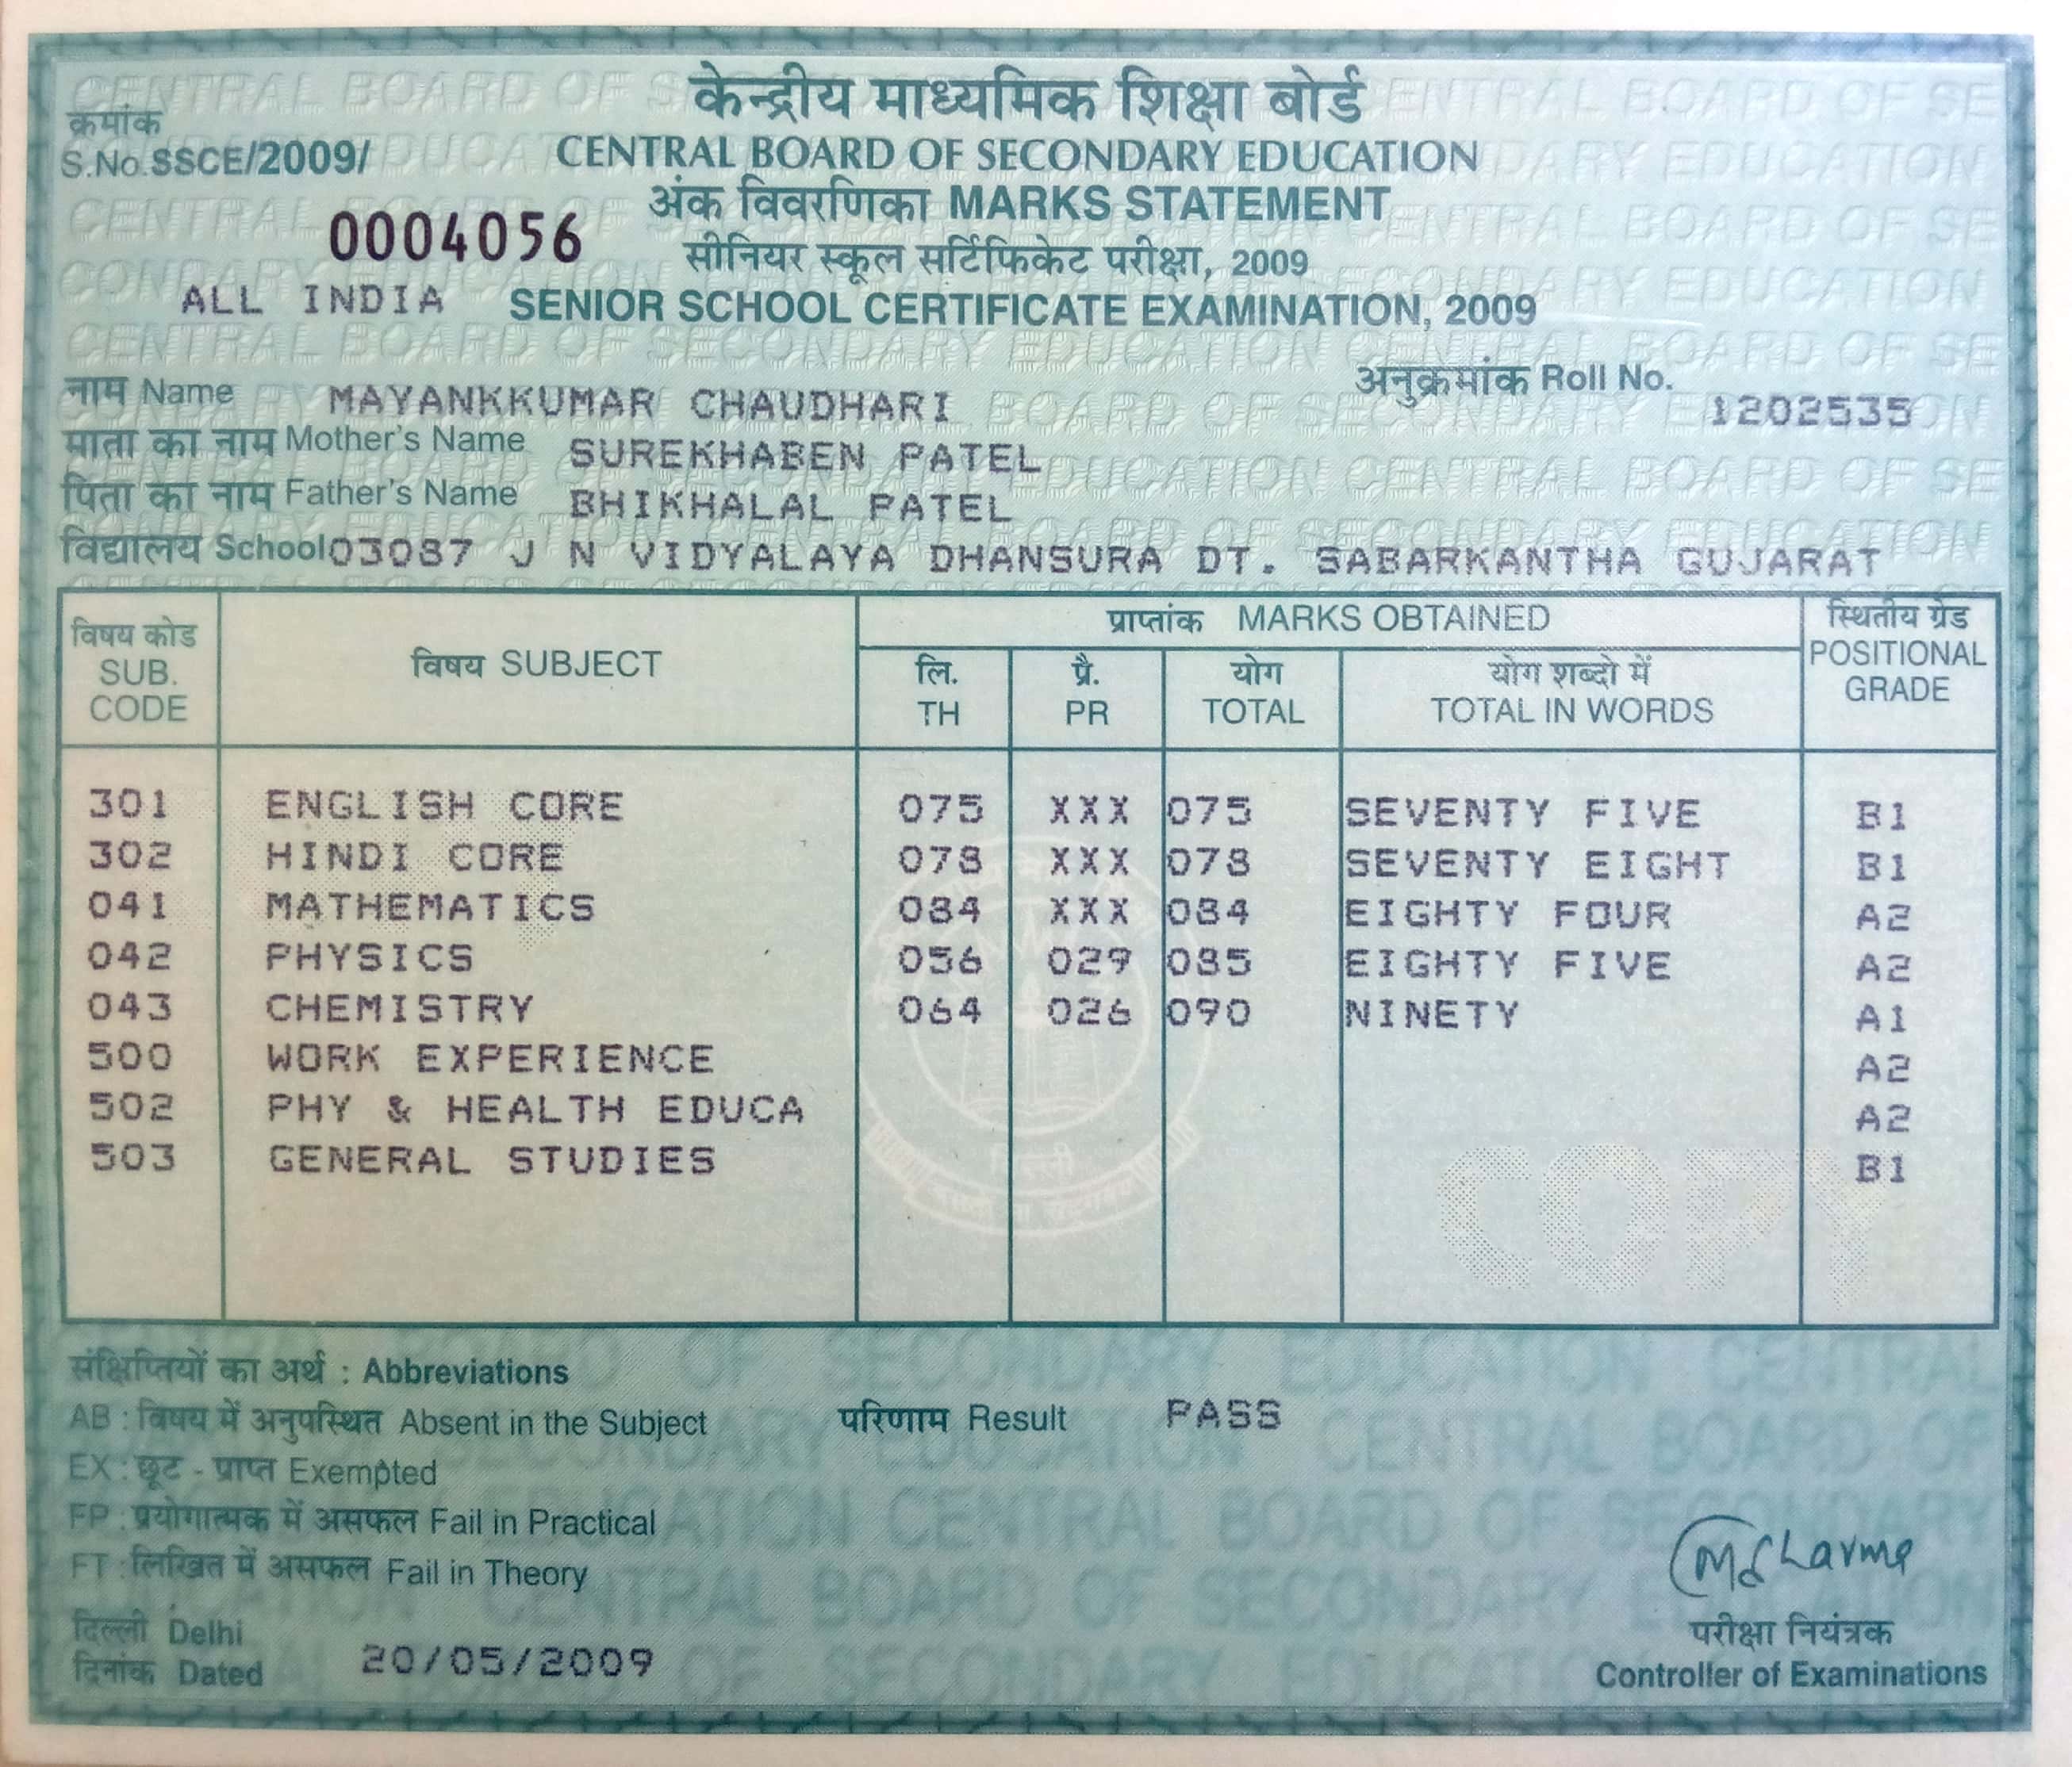 केन्द्रीय माध्यमिक शिक्षा बोर्ड
क्रमांक
S.No.SSCE/2009/ CENTRAL BOARD OF SECONDARY EDUCATION
अंक विवरणिका MARKS STATEMENT
0004056
सीनियर स्कूल सर्टिफिकेट परीक्षा, 2009
ALL INDIA SENIOR SCHOOL CERTIFICATE EXAMINATION, 2009
नाम Name MAYANKKUMAR CHAUDHARI अनुक्रमांक Roll No. 1202535
माता का नाम Mother's Name SUREKHABEN PATEL
पिता का नाम Father's Name BHIKHALAL PATEL
विद्यालय School 03087 J N VIDYALAYA DHANSURA DT. SABARKANTHA GUJARAT
विषय कोड SUB. CODE विषय SUBJECT प्राप्तांक MARKS OBTAINED स्थितीय ग्रेड POSITIONAL GRADE
लि. TH प्रै. PR योग TOTAL योग शब्दो में TOTAL IN WORDS
301 ENGLISH CORE 075 XXX 075 SEVENTY FIVE B1
302 HINDI CORE 078 XXX 078 SEVENTY EIGHT B1
041 MATHEMATICS 084 XXX 084 EIGHTY FOUR A2
042 PHYSICS 056 029 085 EIGHTY FIVE A2
043 CHEMISTRY 064 026 090 NINETY A1
500 WORK EXPERIENCE A2
502 PHY & HEALTH EDUCA A2
503 GENERAL STUDIES B1
COPY
संक्षिप्तियों का अर्थ : Abbreviations
AB : विषय में अनुपस्थित Absent in the Subject परिणाम Result PASS
EX : छूट - प्राप्त Exempted
FP : प्रयोगात्मक में असफल Fail in Practical
FT : लिखित में असफल Fail in Theory
दिल्ली Delhi
दिनांक Dated 20/05/2009
परीक्षा नियंत्रक
Controller of Examinations